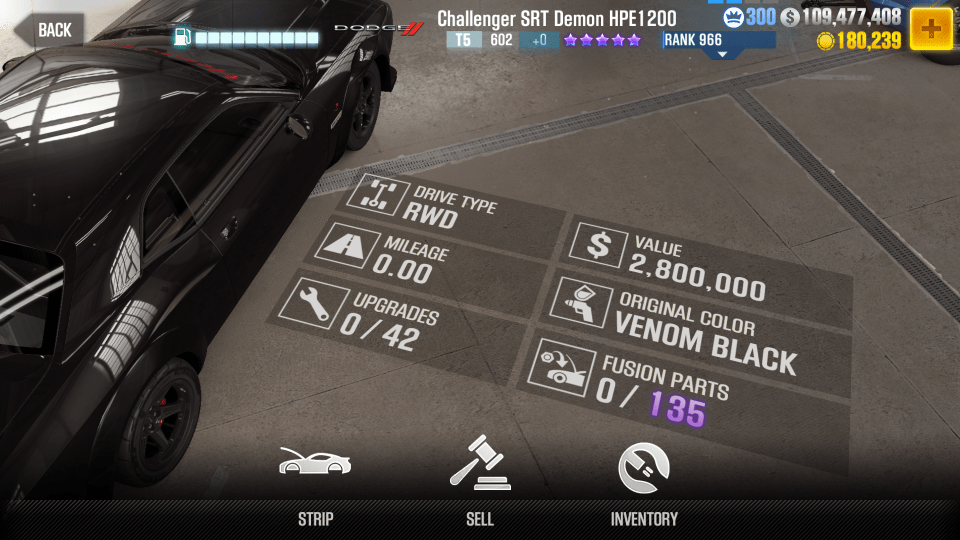 BACK
DODGE
Challenger SRT Demon HPE1200
T5 602 +0
RANK 966
300 109,477,408
180,239
DRIVE TYPE
RWD
MILEAGE
0.00
UPGRADES
0 / 42
VALUE
2,800,000
ORIGINAL COLOR
VENOM BLACK
FUSION PARTS
0 / 135
STRIP
SELL
INVENTORY